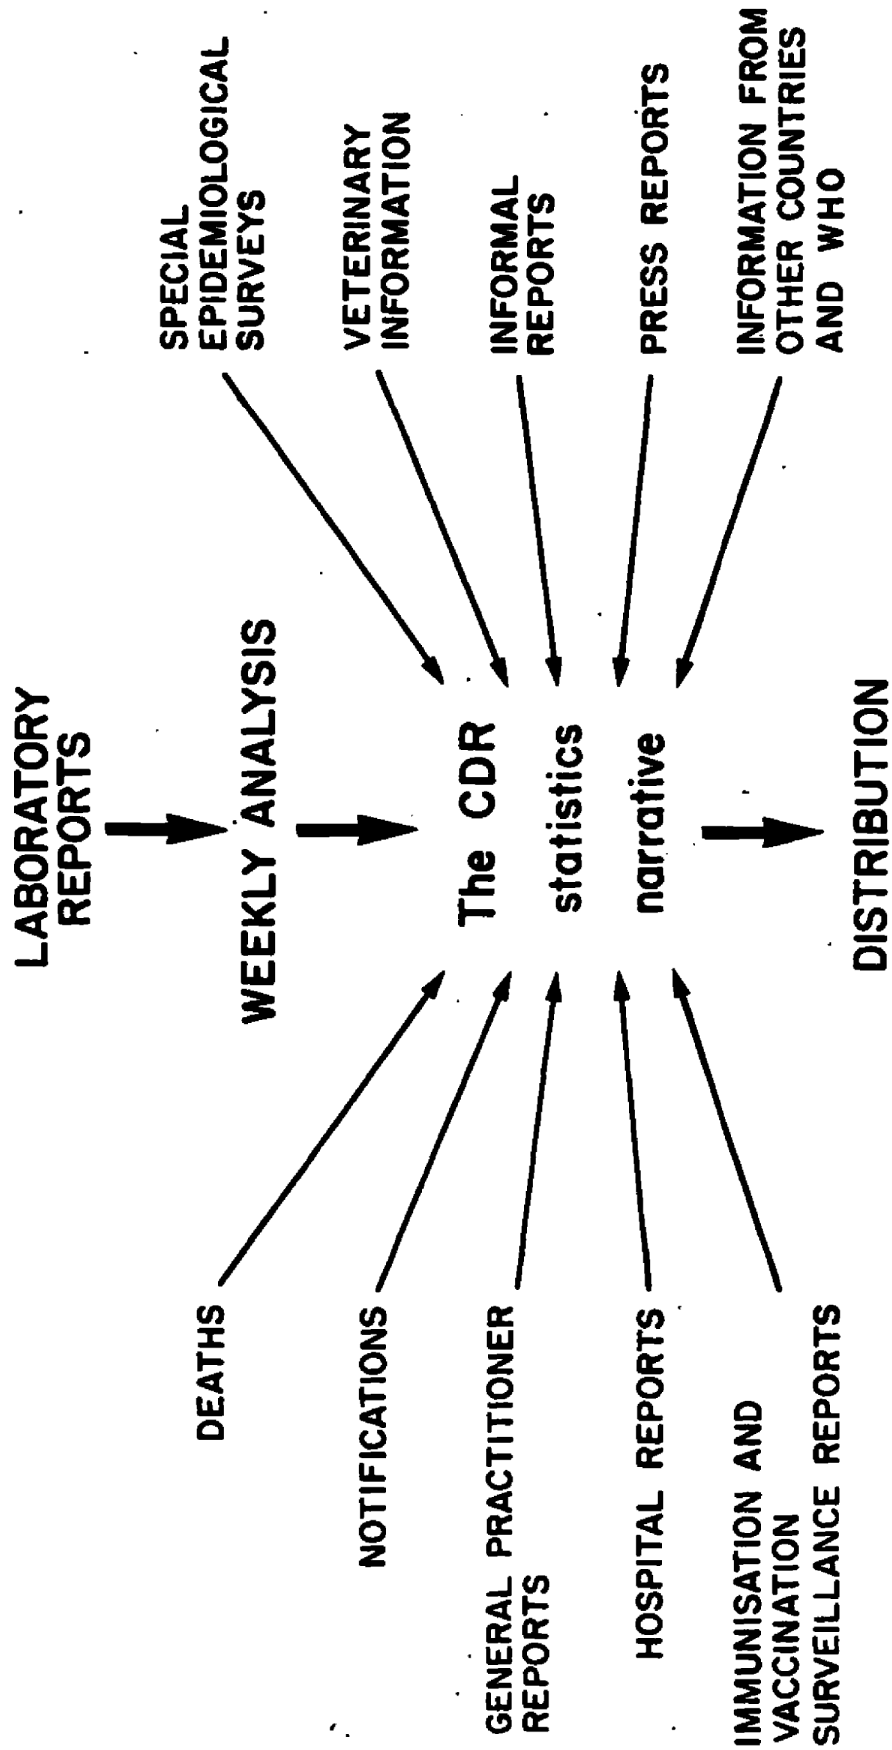 LABORATORY
REPORTS
WEEKLY ANALYSIS
The CDR
statistics
narrative
DISTRIBUTION
DEATHS
NOTIFICATIONS
GENERAL PRACTITIONER
REPORTS
HOSPITAL REPORTS
IMMUNISATION AND
VACCINATION
SURVEILLANCE REPORTS
SPECIAL
EPIDEMIOLOGICAL
SURVEYS
VETERINARY
INFORMATION
INFORMAL
REPORTS
PRESS REPORTS
INFORMATION FROM
OTHER COUNTRIES
AND WHO